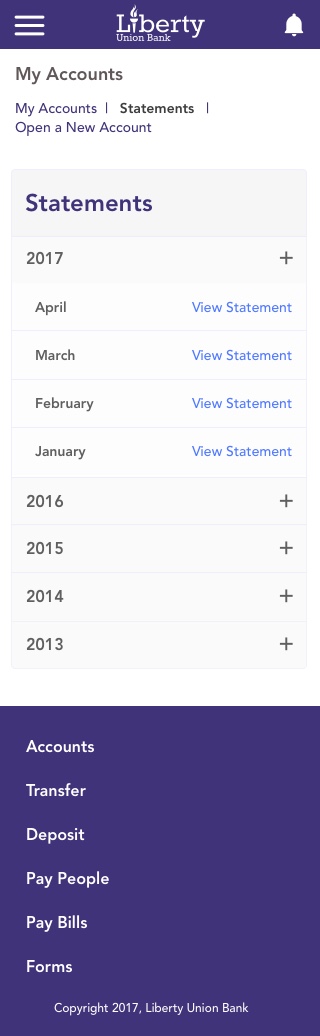 Liberty
Union Bank
My Accounts
My Accounts | Statements |
Open a New Account
Statements
2017 +
April View Statement
March View Statement
February View Statement
January View Statement
2016 +
2015 +
2014 +
2013 +
Accounts
Transfer
Deposit
Pay People
Pay Bills
Forms
Copyright 2017, Liberty Union Bank